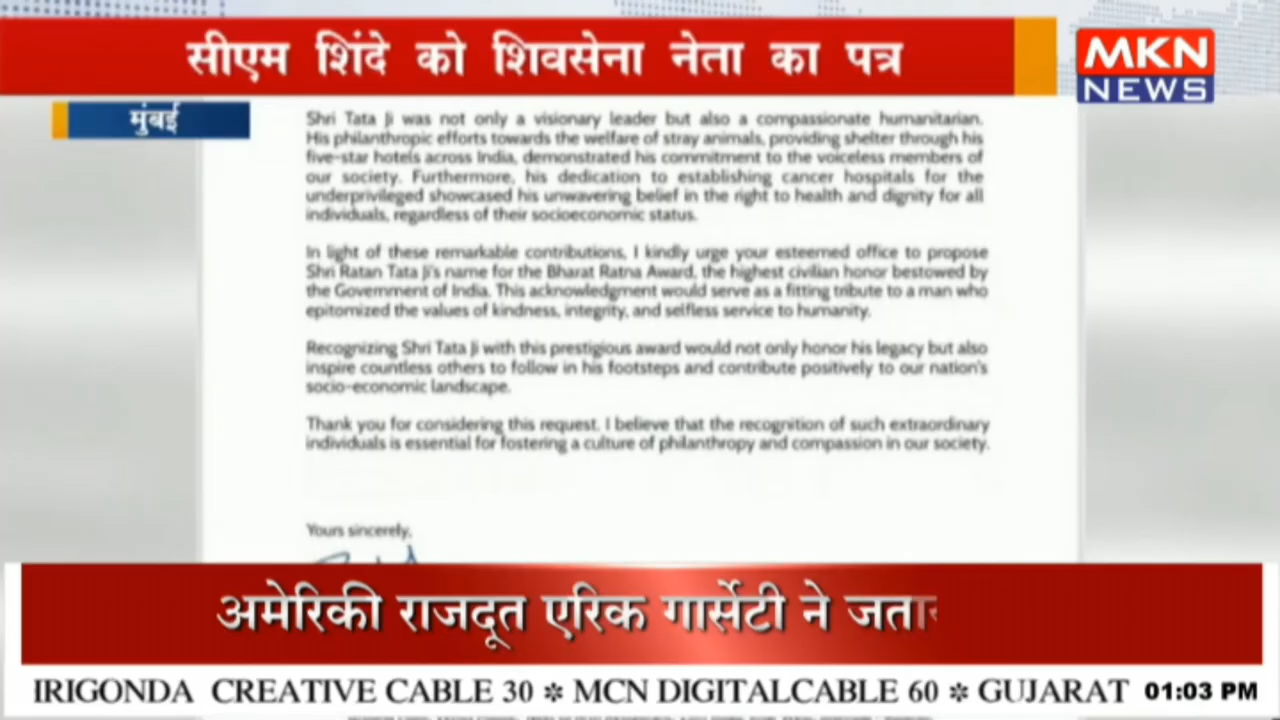 सीएम शिंदे को शिवसेना नेता का पत्र
MKN
NEWS
मुंबई
Shri Tata Ji was not only a visionary leader but also a compassionate humanitarian.
His philanthropic efforts towards the welfare of stray animals, providing shelter through his
five-star hotels across India, demonstrated his commitment to the voiceless members of
our society. Furthermore, his dedication to establishing cancer hospitals for the
underprivileged showcased his unwavering belief in the right to health and dignity for all
individuals, regardless of their socioeconomic status.
In light of these remarkable contributions, I kindly urge your esteemed office to propose
Shri Ratan Tata Ji's name for the Bharat Ratna Award, the highest civilian honor bestowed by
the Government of India. This acknowledgment would serve as a fitting tribute to a man who
epitomized the values of kindness, integrity, and selfless service to humanity.
Recognizing Shri Tata Ji with this prestigious award would not only honor his legacy but also
inspire countless others to follow in his footsteps and contribute positively to our nation's
socio-economic landscape.
Thank you for considering this request. I believe that the recognition of such extraordinary
individuals is essential for fostering a culture of philanthropy and compassion in our society.
Yours sincerely,
अमेरिकी राजदूत एरिक गार्सेटी ने
IRIGONDA CREATIVE CABLE 30 ✻ MCN DIGITALCABLE 60 ✻ GUJARAT 01:03 PM